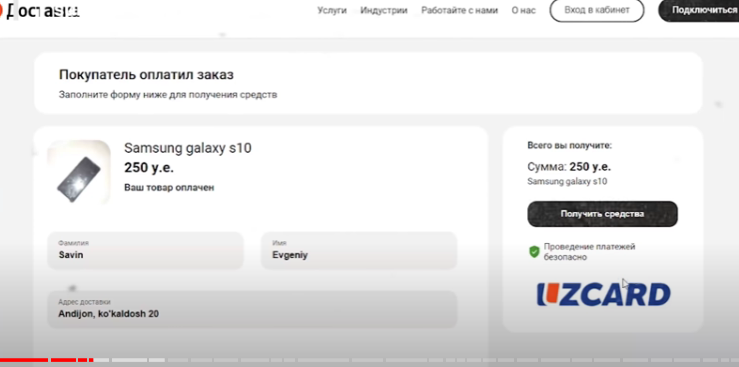 Доставка
Услуги Индустрии Работайте с нами О нас Вход в кабинет Подключиться
Покупатель оплатил заказ
Заполните форму ниже для получения средств
Samsung galaxy s10
250 у.е.
Ваш товар оплачен
Фамилия
Savin
Имя
Evgeniy
Адрес доставки
Andijon, ko'kaldosh 20
Всего вы получите:
Сумма: 250 у.е.
Samsung galaxy s10
Получить средства
Проведение платежей
безопасно
UZCARD